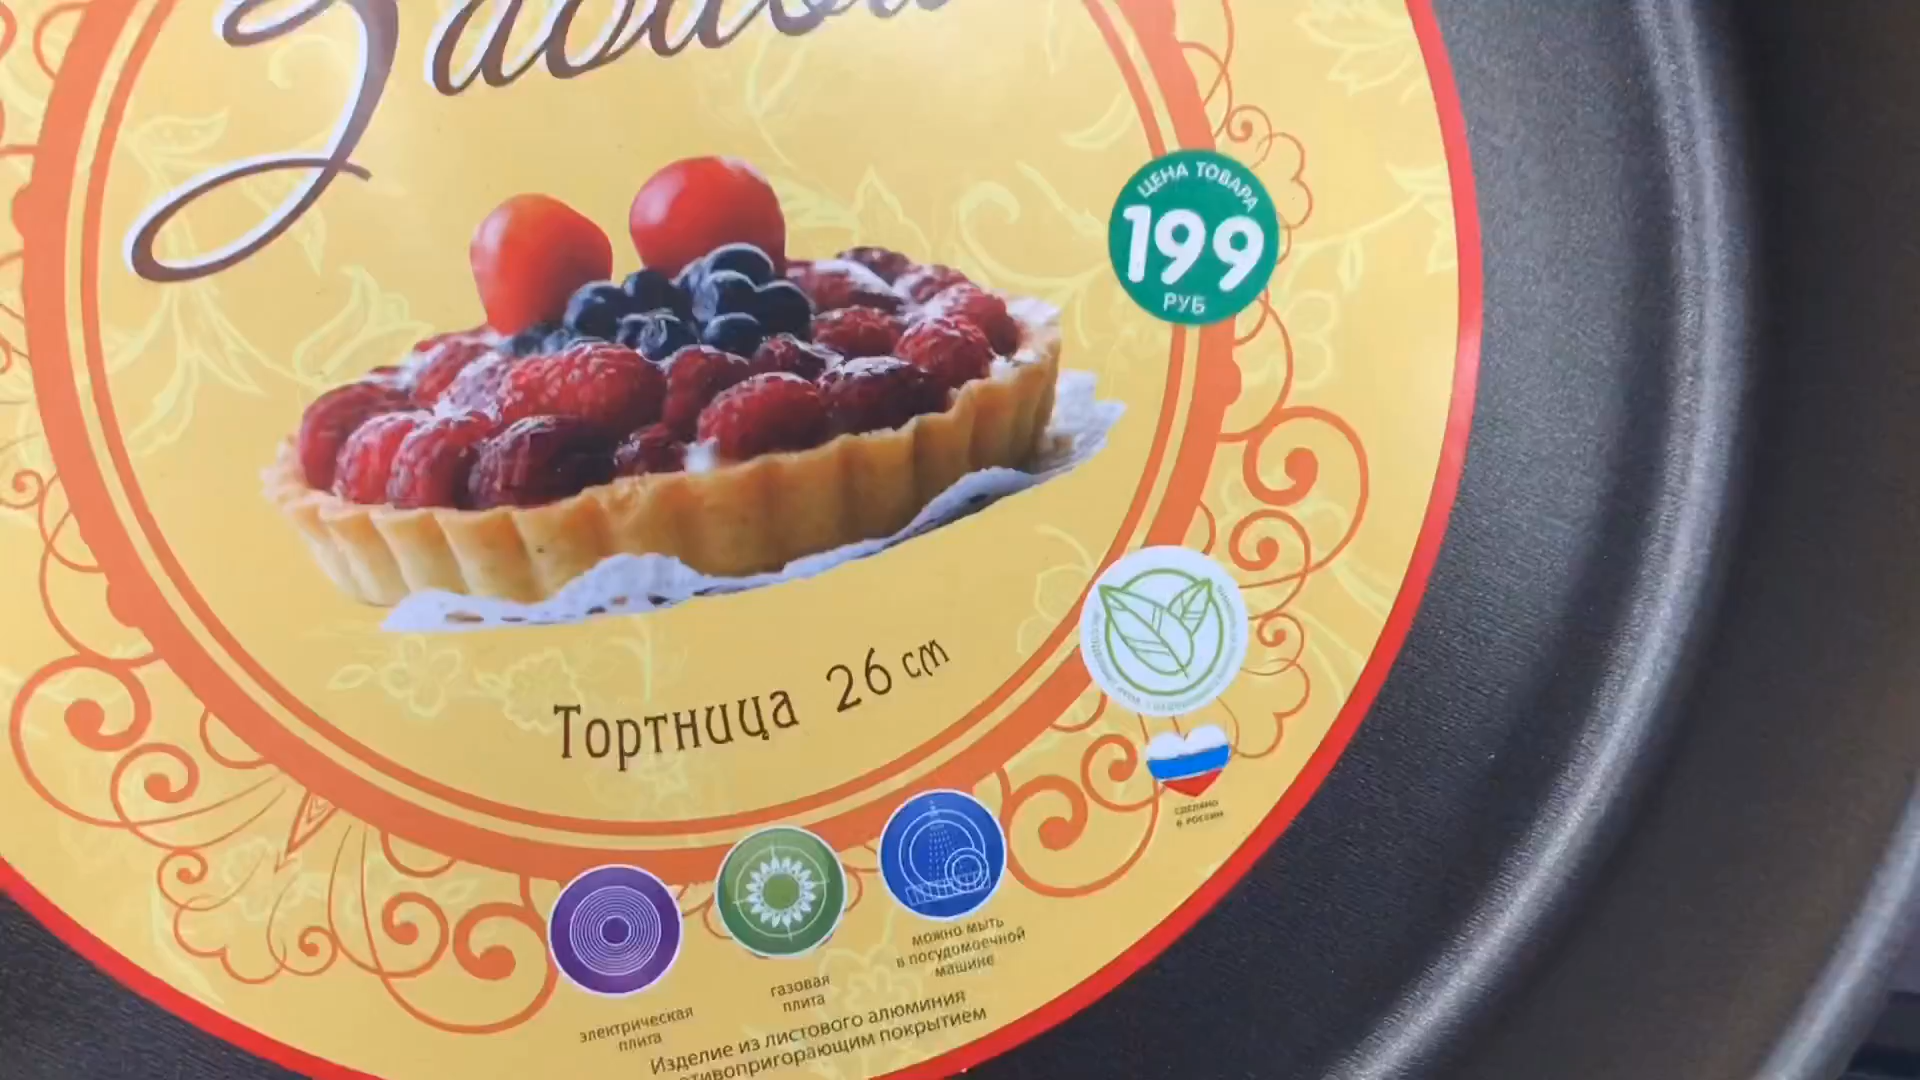 ЦЕНА ТОВАРА
199
РУБ
Тортница 26 см
СДЕЛАНО
В РОССИИ
электрическая
плита
газовая
плита
можно мыть
в посудомоечной
машине
Изделие из листового алюминия
покрытием